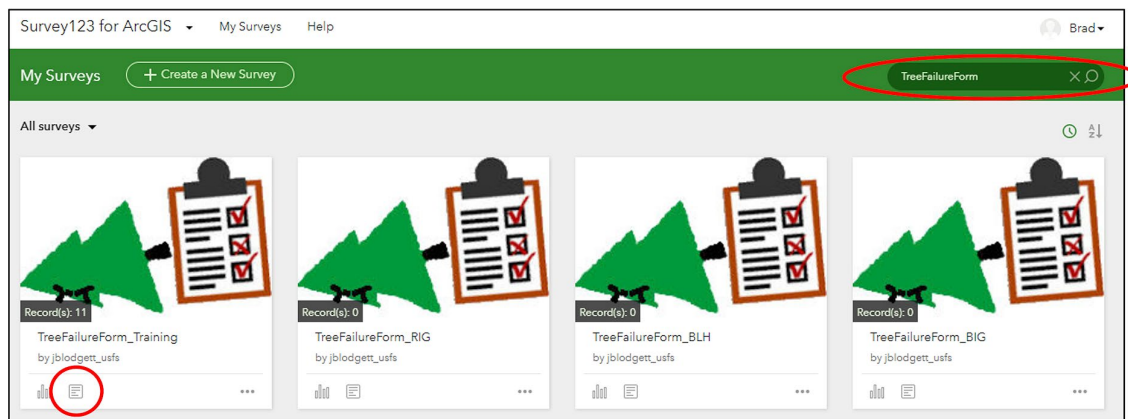 Survey123 for ArcGIS My Surveys Help Brad
My Surveys + Create a New Survey TreeFailureForm
All surveys
Record(s): 11 Record(s): 0 Record(s): 0 Record(s): 0
TreeFailureForm_Training TreeFailureForm_RIG TreeFailureForm_BLH TreeFailureForm_BIG
by jblodgett_usfs by jblodgett_usfs by jblodgett_usfs by jblodgett_usfs